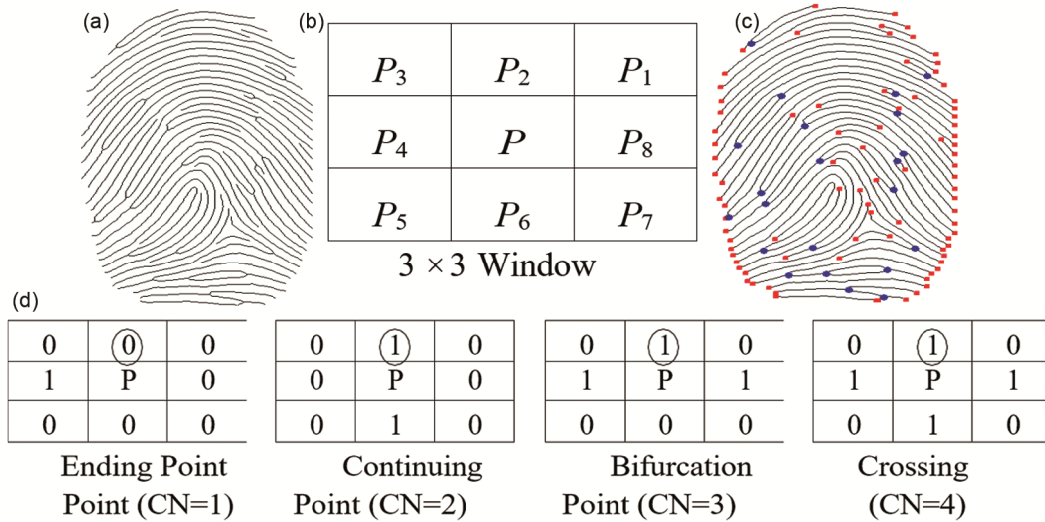 (a)
(b)
(c)
P₃ P₂ P₁
P₄ P P₈
P₅ P₆ P₇
3 × 3 Window
(d)
0 0 0
1 P 0
0 0 0
Ending Point
Point (CN=1)
0 1 0
0 P 0
0 1 0
Continuing
Point (CN=2)
0 1 0
1 P 1
0 0 0
Bifurcation
Point (CN=3)
0 1 0
1 P 1
0 1 0
Crossing
(CN=4)